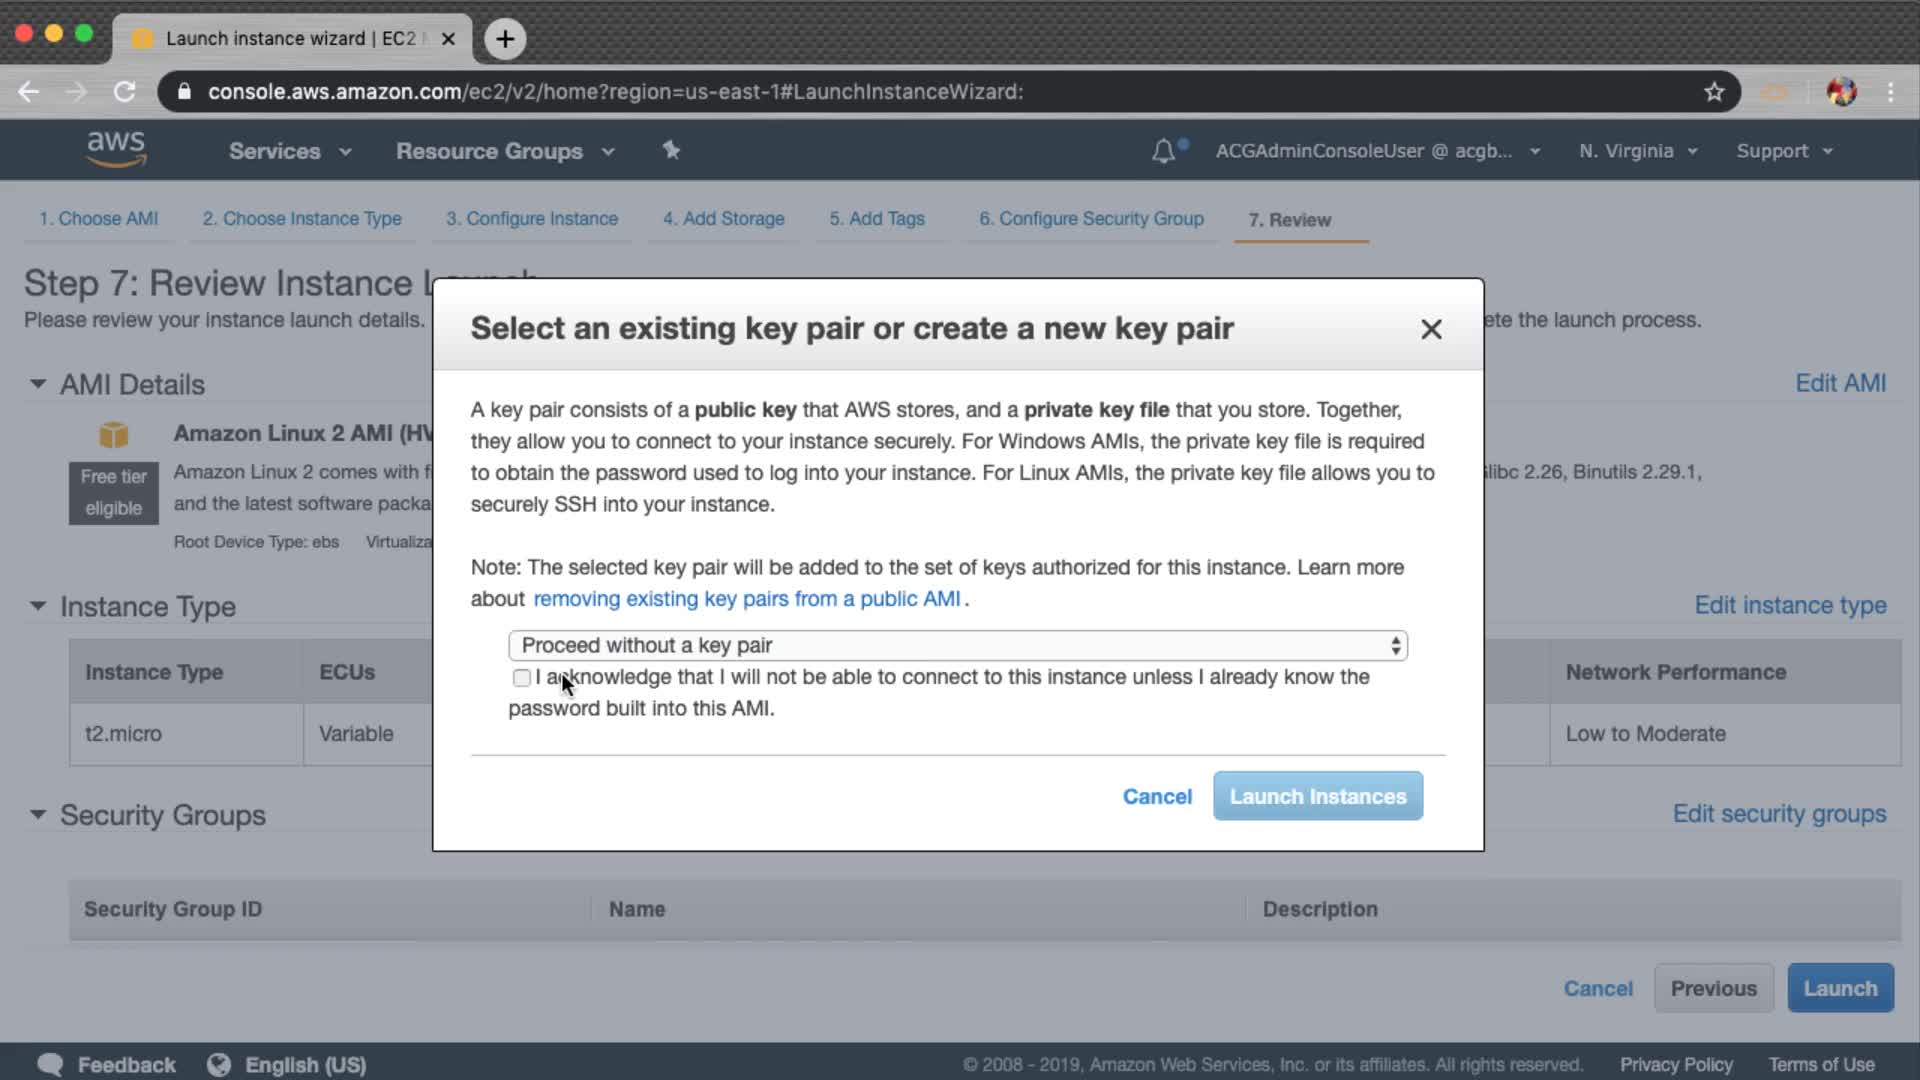 Launch instance wizard | EC2
console.aws.amazon.com/ec2/v2/home?region=us-east-1#LaunchInstanceWizard:
aws Services Resource Groups ACGAdminConsoleUser @ acgb... N. Virginia Support
1. Choose AMI 2. Choose Instance Type 3. Configure Instance 4. Add Storage 5. Add Tags 6. Configure Security Group 7. Review
Step 7: Review Instance
Please review your instance launch details. ete the launch process.
Select an existing key pair or create a new key pair
A key pair consists of a public key that AWS stores, and a private key file that you store. Together,
they allow you to connect to your instance securely. For Windows AMIs, the private key file is required
to obtain the password used to log into your instance. For Linux AMIs, the private key file allows you to
securely SSH into your instance.
Note: The selected key pair will be added to the set of keys authorized for this instance. Learn more
about removing existing key pairs from a public AMI.
Proceed without a key pair
I acknowledge that I will not be able to connect to this instance unless I already know the
password built into this AMI.
Cancel Launch Instances
AMI Details Edit AMI
Amazon Linux 2 AMI (HV
Free tier
eligible
Amazon Linux 2 comes with f libc 2.26, Binutils 2.29.1,
and the latest software packa
Root Device Type: ebs Virtualiza
Instance Type Edit instance type
Instance Type ECUs Network Performance
t2.micro Variable Low to Moderate
Security Groups Edit security groups
Security Group ID Name Description
Cancel Previous Launch
Feedback English (US) © 2008 - 2019, Amazon Web Services, Inc. or its affiliates. All rights reserved. Privacy Policy Terms of Use